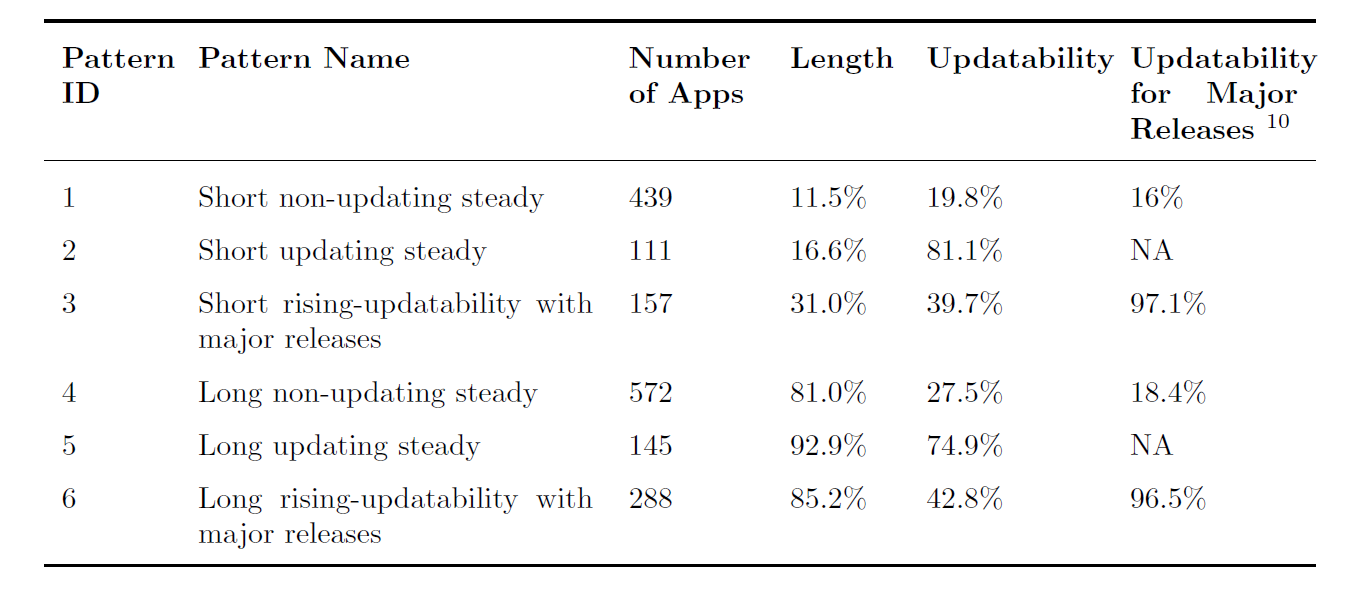 Pattern ID | Pattern Name | Number of Apps | Length | Updatability | Updatability for Major Releases 10
1 | Short non-updating steady | 439 | 11.5% | 19.8% | 16%
2 | Short updating steady | 111 | 16.6% | 81.1% | NA
3 | Short rising-updatability with major releases | 157 | 31.0% | 39.7% | 97.1%
4 | Long non-updating steady | 572 | 81.0% | 27.5% | 18.4%
5 | Long updating steady | 145 | 92.9% | 74.9% | NA
6 | Long rising-updatability with major releases | 288 | 85.2% | 42.8% | 96.5%